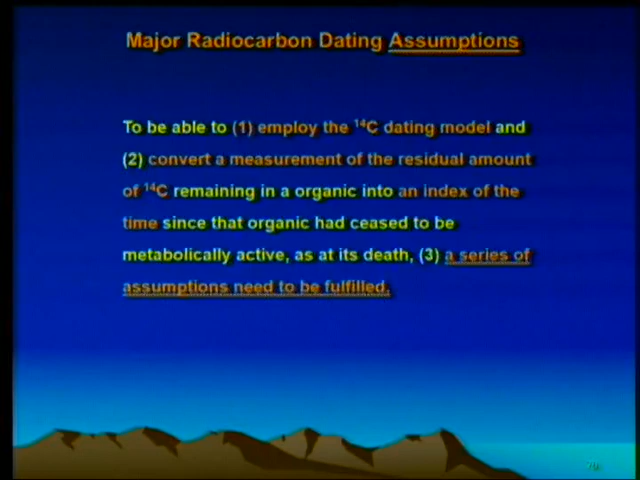 Major Radiocarbon Dating Assumptions
To be able to (1) employ the ¹⁴C dating model and
(2) convert a measurement of the residual amount
of ¹⁴C remaining in a organic into an index of the
time since that organic had ceased to be
metabolically active, as at its death, (3) a series of
assumptions need to be fulfilled.